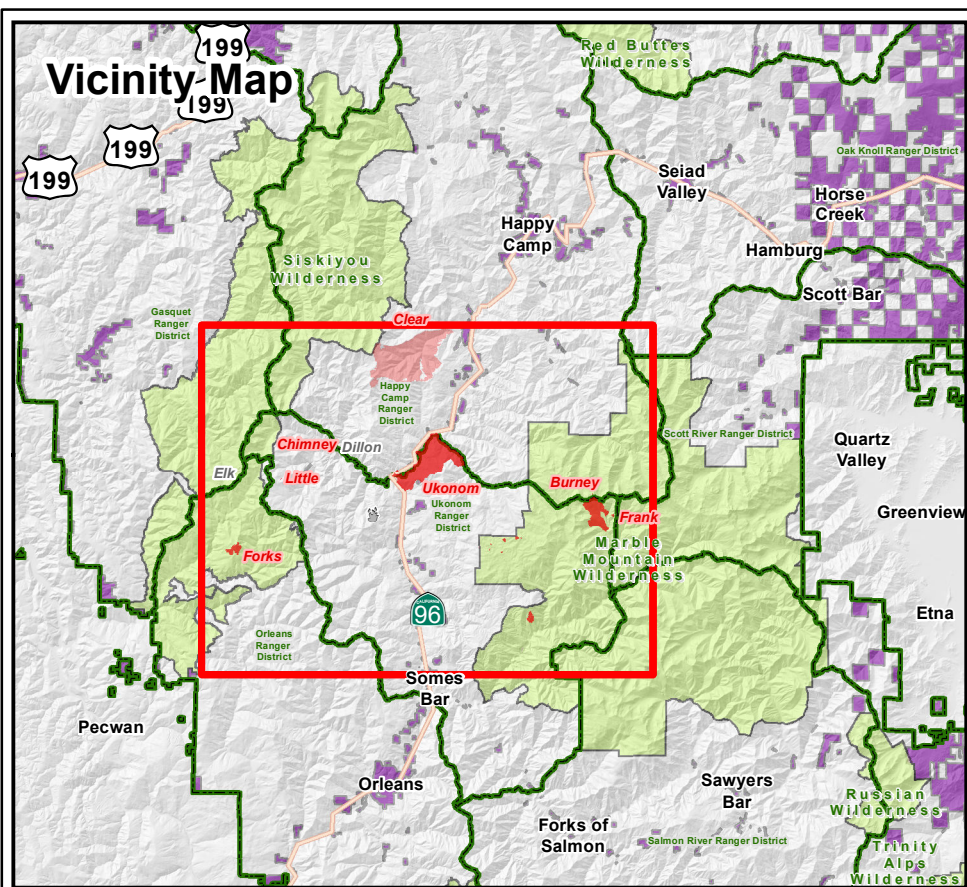 199
Vicinity Map
199
199
199
Red Buttes
Wilderness
Oak Knoll Ranger District
Seiad
Valley
Horse
Creek
Happy
Camp
Hamburg
Siskiyou
Wilderness
Scott Bar
Gasquet
Ranger
District
Clear
Happy
Camp
Ranger
District
Scott River Ranger District
Quartz
Valley
Chimney
Dillon
Elk
Little
Ukonom
Burney
Ukonom
Ranger
District
Frank
Greenview
Marble
Mountain
Wilderness
Forks
CALIFORNIA
96
Etna
Orleans
Ranger
District
Somes
Bar
Pecwan
Orleans
Sawyers
Bar
Russian
Wilderness
Forks of
Salmon
Salmon River Ranger District
Trinity
Alps
Wilderness